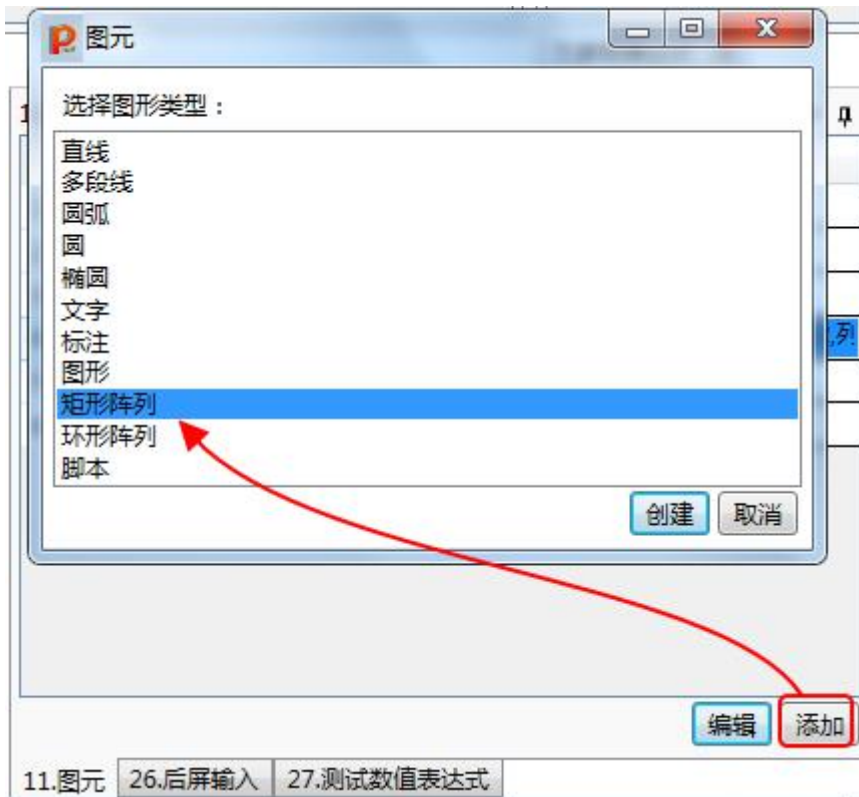 图元
选择图形类型：
直线
多段线
圆弧
圆
椭圆
文字
标注
图形
矩形阵列
环形阵列
脚本
创建 取消
列
编辑 添加
11.图元 26.后屏输入 27.测试数值表达式